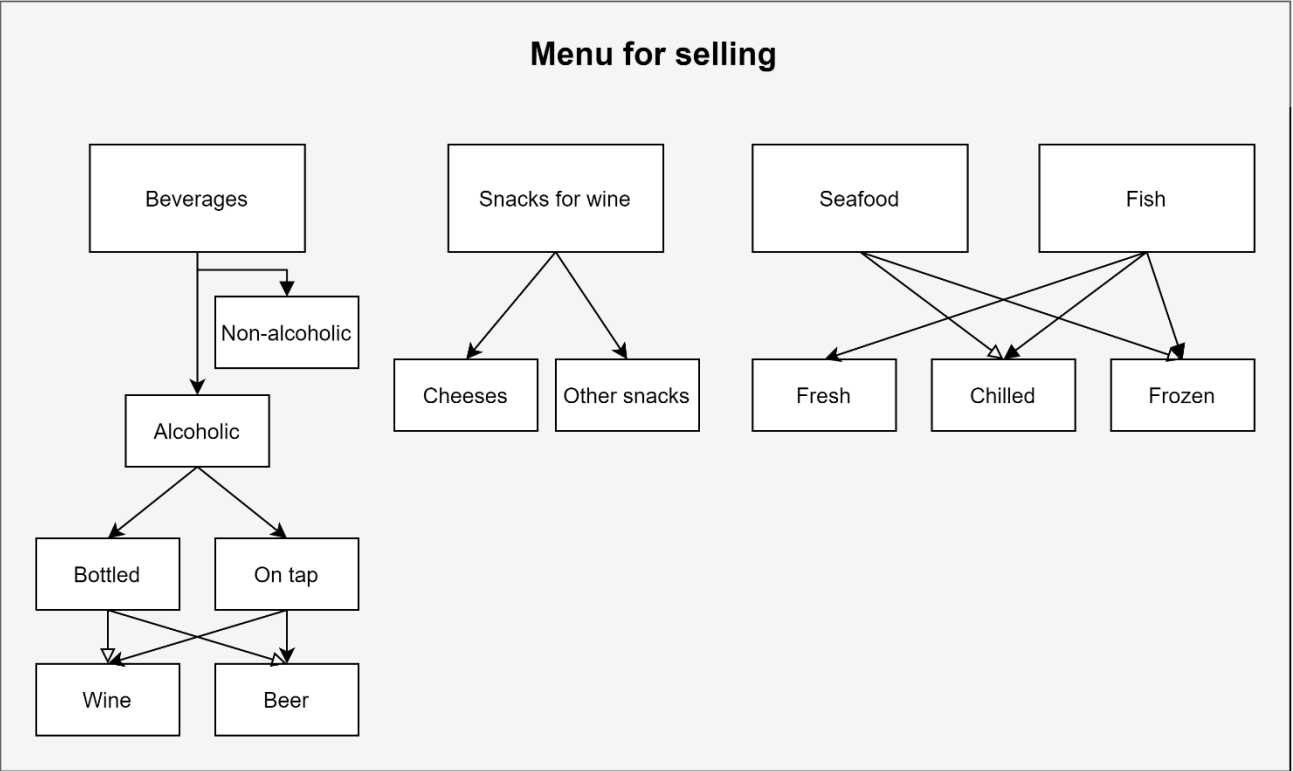 Menu for selling
Beverages
Snacks for wine
Seafood
Fish
Non-alcoholic
Cheeses
Other snacks
Fresh
Chilled
Frozen
Alcoholic
Bottled
On tap
Wine
Beer